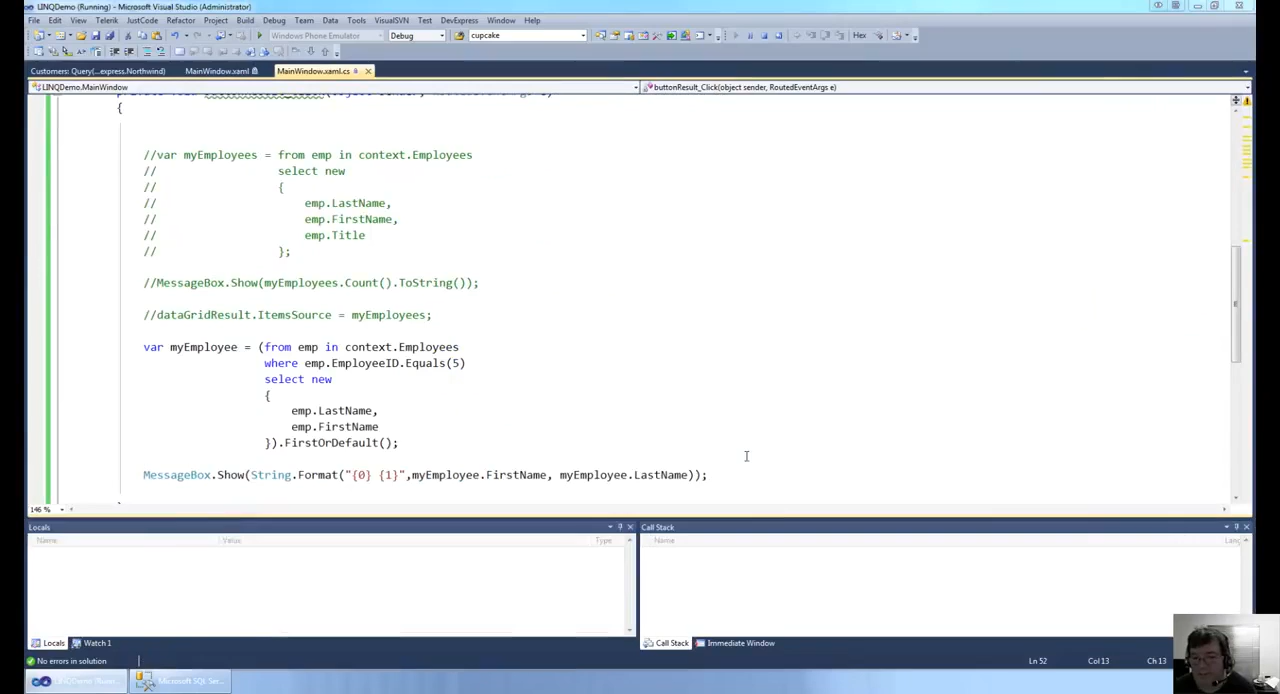 LINQDemo (Running) - Microsoft Visual Studio (Administrator)
File Edit View Telerik JustCode Refactor Project Build Debug Team Data Tools VisualSVN Test DevExpress Window Help
Windows Phone Emulator Debug cupcake Hex
Customers: Query(...express.Northwind) MainWindow.xaml MainWindow.xaml.cs
LINQDemo.MainWindow buttonResult_Click(object sender, RoutedEventArgs e)
{
//var myEmployees = from emp in context.Employees
// select new
// {
// emp.LastName,
// emp.FirstName,
// emp.Title
// };
//MessageBox.Show(myEmployees.Count().ToString());
//dataGridResult.ItemsSource = myEmployees;
var myEmployee = (from emp in context.Employees
where emp.EmployeeID.Equals(5)
select new
{
emp.LastName,
emp.FirstName
}).FirstOrDefault();
MessageBox.Show(String.Format("{0} {1}",myEmployee.FirstName, myEmployee.LastName));
146 %
Locals Call Stack
Name Value Type Name Lang
Locals Watch 1 Call Stack Immediate Window
No errors in solution Ln 52 Col 13 Ch 13
LINQDemo (Runn... Microsoft SQL Ser...